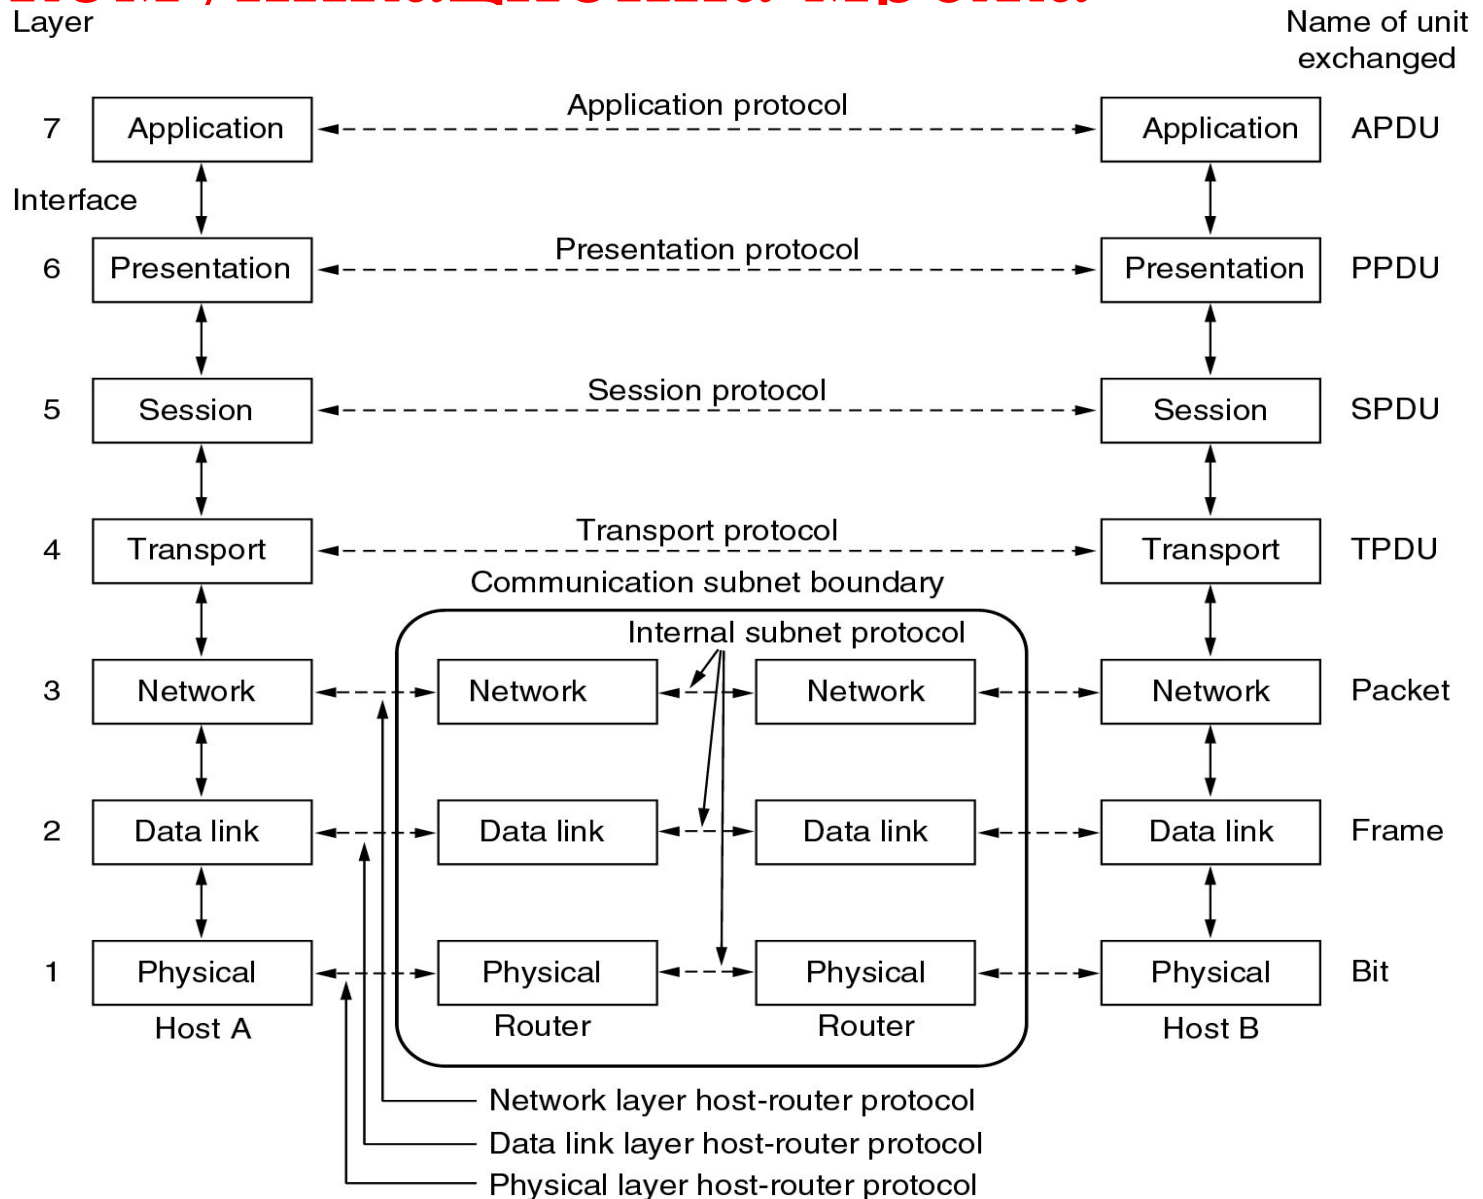 Layer
Name of unit
exchanged
7
Application
Application protocol
Application
APDU
Interface
6
Presentation
Presentation protocol
Presentation
PPDU
5
Session
Session protocol
Session
SPDU
4
Transport
Transport protocol
Transport
TPDU
Communication subnet boundary
Internal subnet protocol
3
Network
Network
Network
Network
Packet
2
Data link
Data link
Data link
Data link
Frame
1
Physical
Physical
Physical
Physical
Bit
Host A
Router
Router
Host B
Network layer host-router protocol
Data link layer host-router protocol
Physical layer host-router protocol